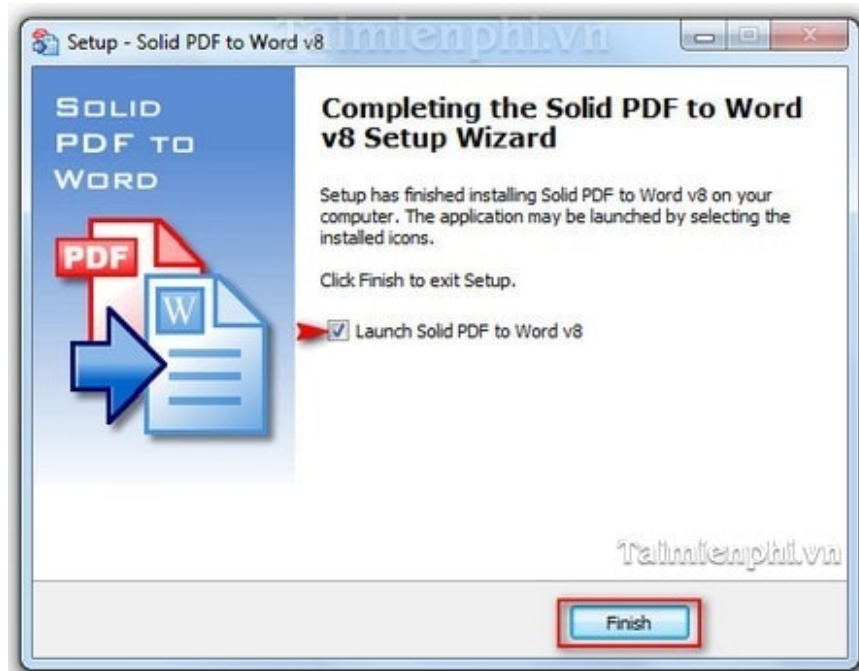 Setup - Solid PDF to Word v8
Taimienphi.vn
SOLID
PDF TO
WORD
PDF
W
Completing the Solid PDF to Word
v8 Setup Wizard
Setup has finished installing Solid PDF to Word v8 on your
computer. The application may be launched by selecting the
installed icons.
Click Finish to exit Setup.
Launch Solid PDF to Word v8
Taimienphi.vn
Finish